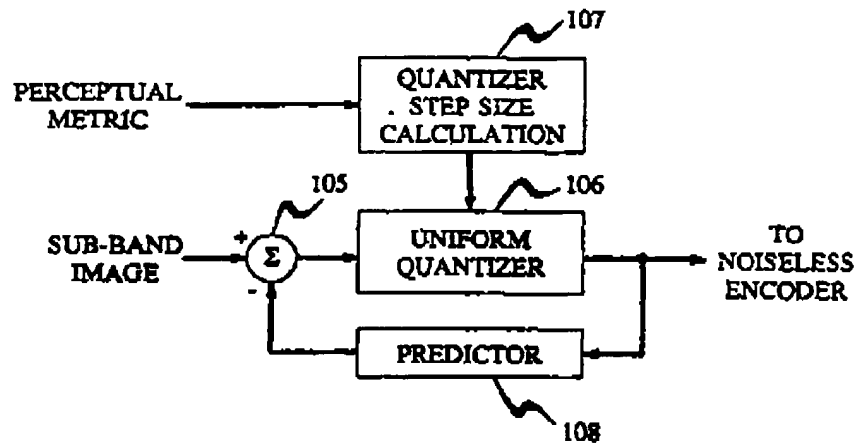 107
QUANTIZER
STEP SIZE
CALCULATION
PERCEPTUAL
METRIC
105
106
SUB-BAND
IMAGE
+
Σ
-
UNIFORM
QUANTIZER
TO
NOISELESS
ENCODER
PREDICTOR
108